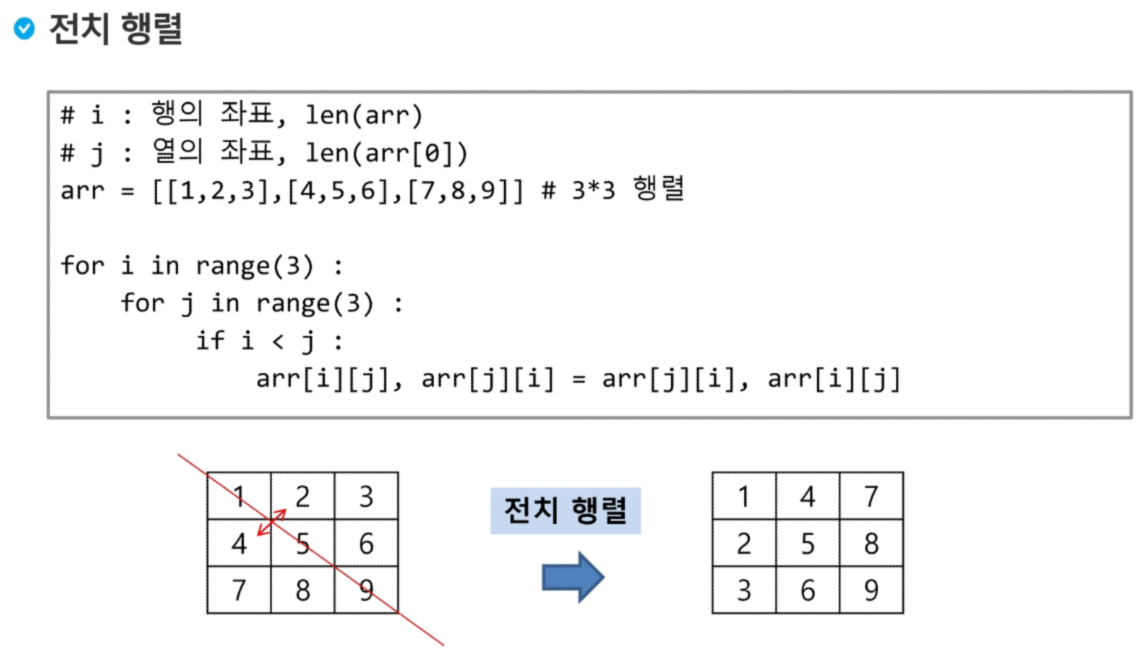 전치 행렬
# i : 행의 좌표, len(arr)
# j : 열의 좌표, len(arr[0])
arr = [[1,2,3],[4,5,6],[7,8,9]] # 3*3 행렬
for i in range(3) :
    for j in range(3) :
         if i < j :
             arr[i][j], arr[j][i] = arr[j][i], arr[i][j]
1 2 3
4 5 6
7 8 9
전치 행렬
1 4 7
2 5 8
3 6 9